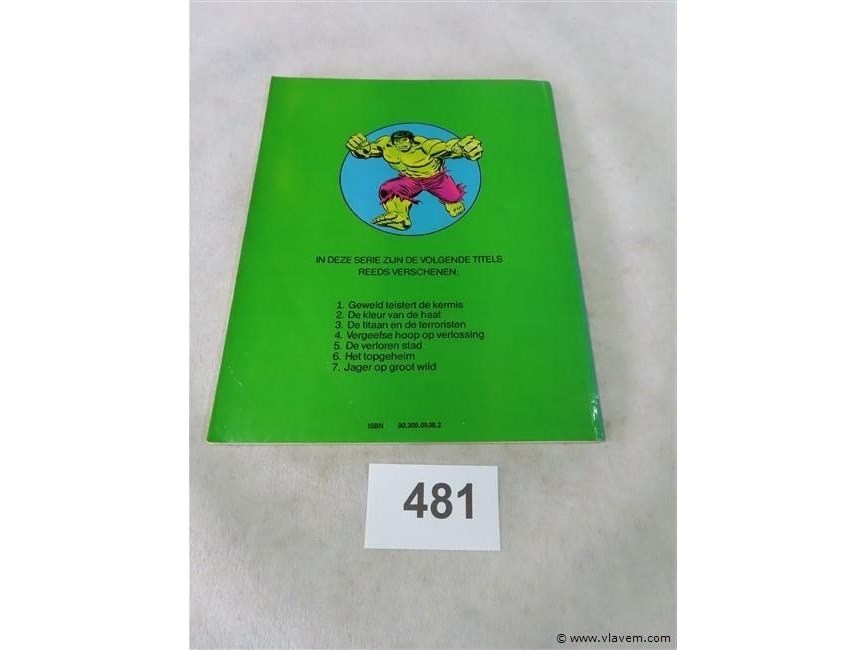 IN DEZE SERIE ZIJN DE VOLGENDE TITELS
REEDS VERSCHENEN:
1. Geweld teistert de kermis
2. De kleur van de haat
3. De titaan en de terroristen
4. Vergeefse hoop op verlossing
5. De verloren stad
6. Het topgeheim
7. Jager op groot wild
ISBN
481
© www.vlavem.com